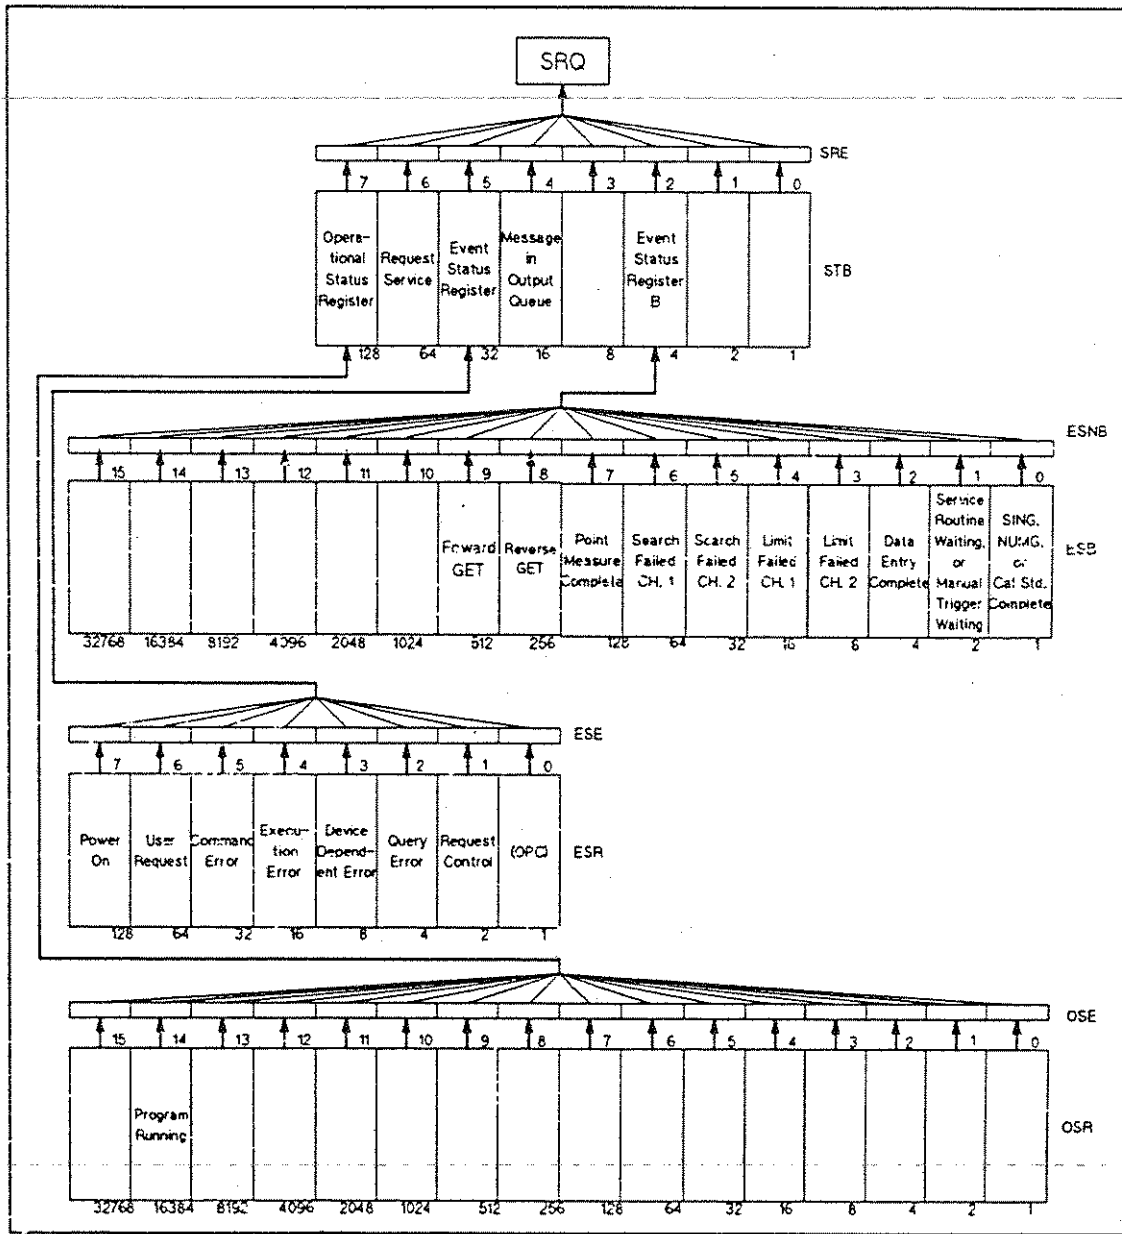 SRQ
SRE
7 6 5 4 3 2 1 0
Opera-
tional
Status
Register
Request
Service
Event
Status
Register
Message
in
Output
Queue
Event
Status
Register
B
STB
128 64 32 16 8 4 2 1
ESNB
15 14 13 12 11 10 9 8 7 6 5 4 3 2 1 0
Foward
GET
Reverse
GET
Point
Measure
Complete
Search
Failed
CH. 1
Search
Failed
CH. 2
Limit
Failed
CH. 1
Limit
Failed
CH. 2
Data
Entry
Complete
Service
Routine
Waiting,
or
Manual
Trigger
Waiting
SING,
NUMG,
or
Cal Std.
Complete
ESB
32768 16384 8192 4096 2048 1024 512 256 128 64 32 16 8 4 2 1
ESE
7 6 5 4 3 2 1 0
Power
On
User
Request
Command
Error
Execu-
tion
Error
Device
Depend-
ent Error
Query
Error
Request
Control
(OPC)
ESR
128 64 32 16 8 4 2 1
OSE
15 14 13 12 11 10 9 8 7 6 5 4 3 2 1 0
Program
Running
OSR
32768 16384 8192 4096 2048 1024 512 256 128 64 32 16 8 4 2 1